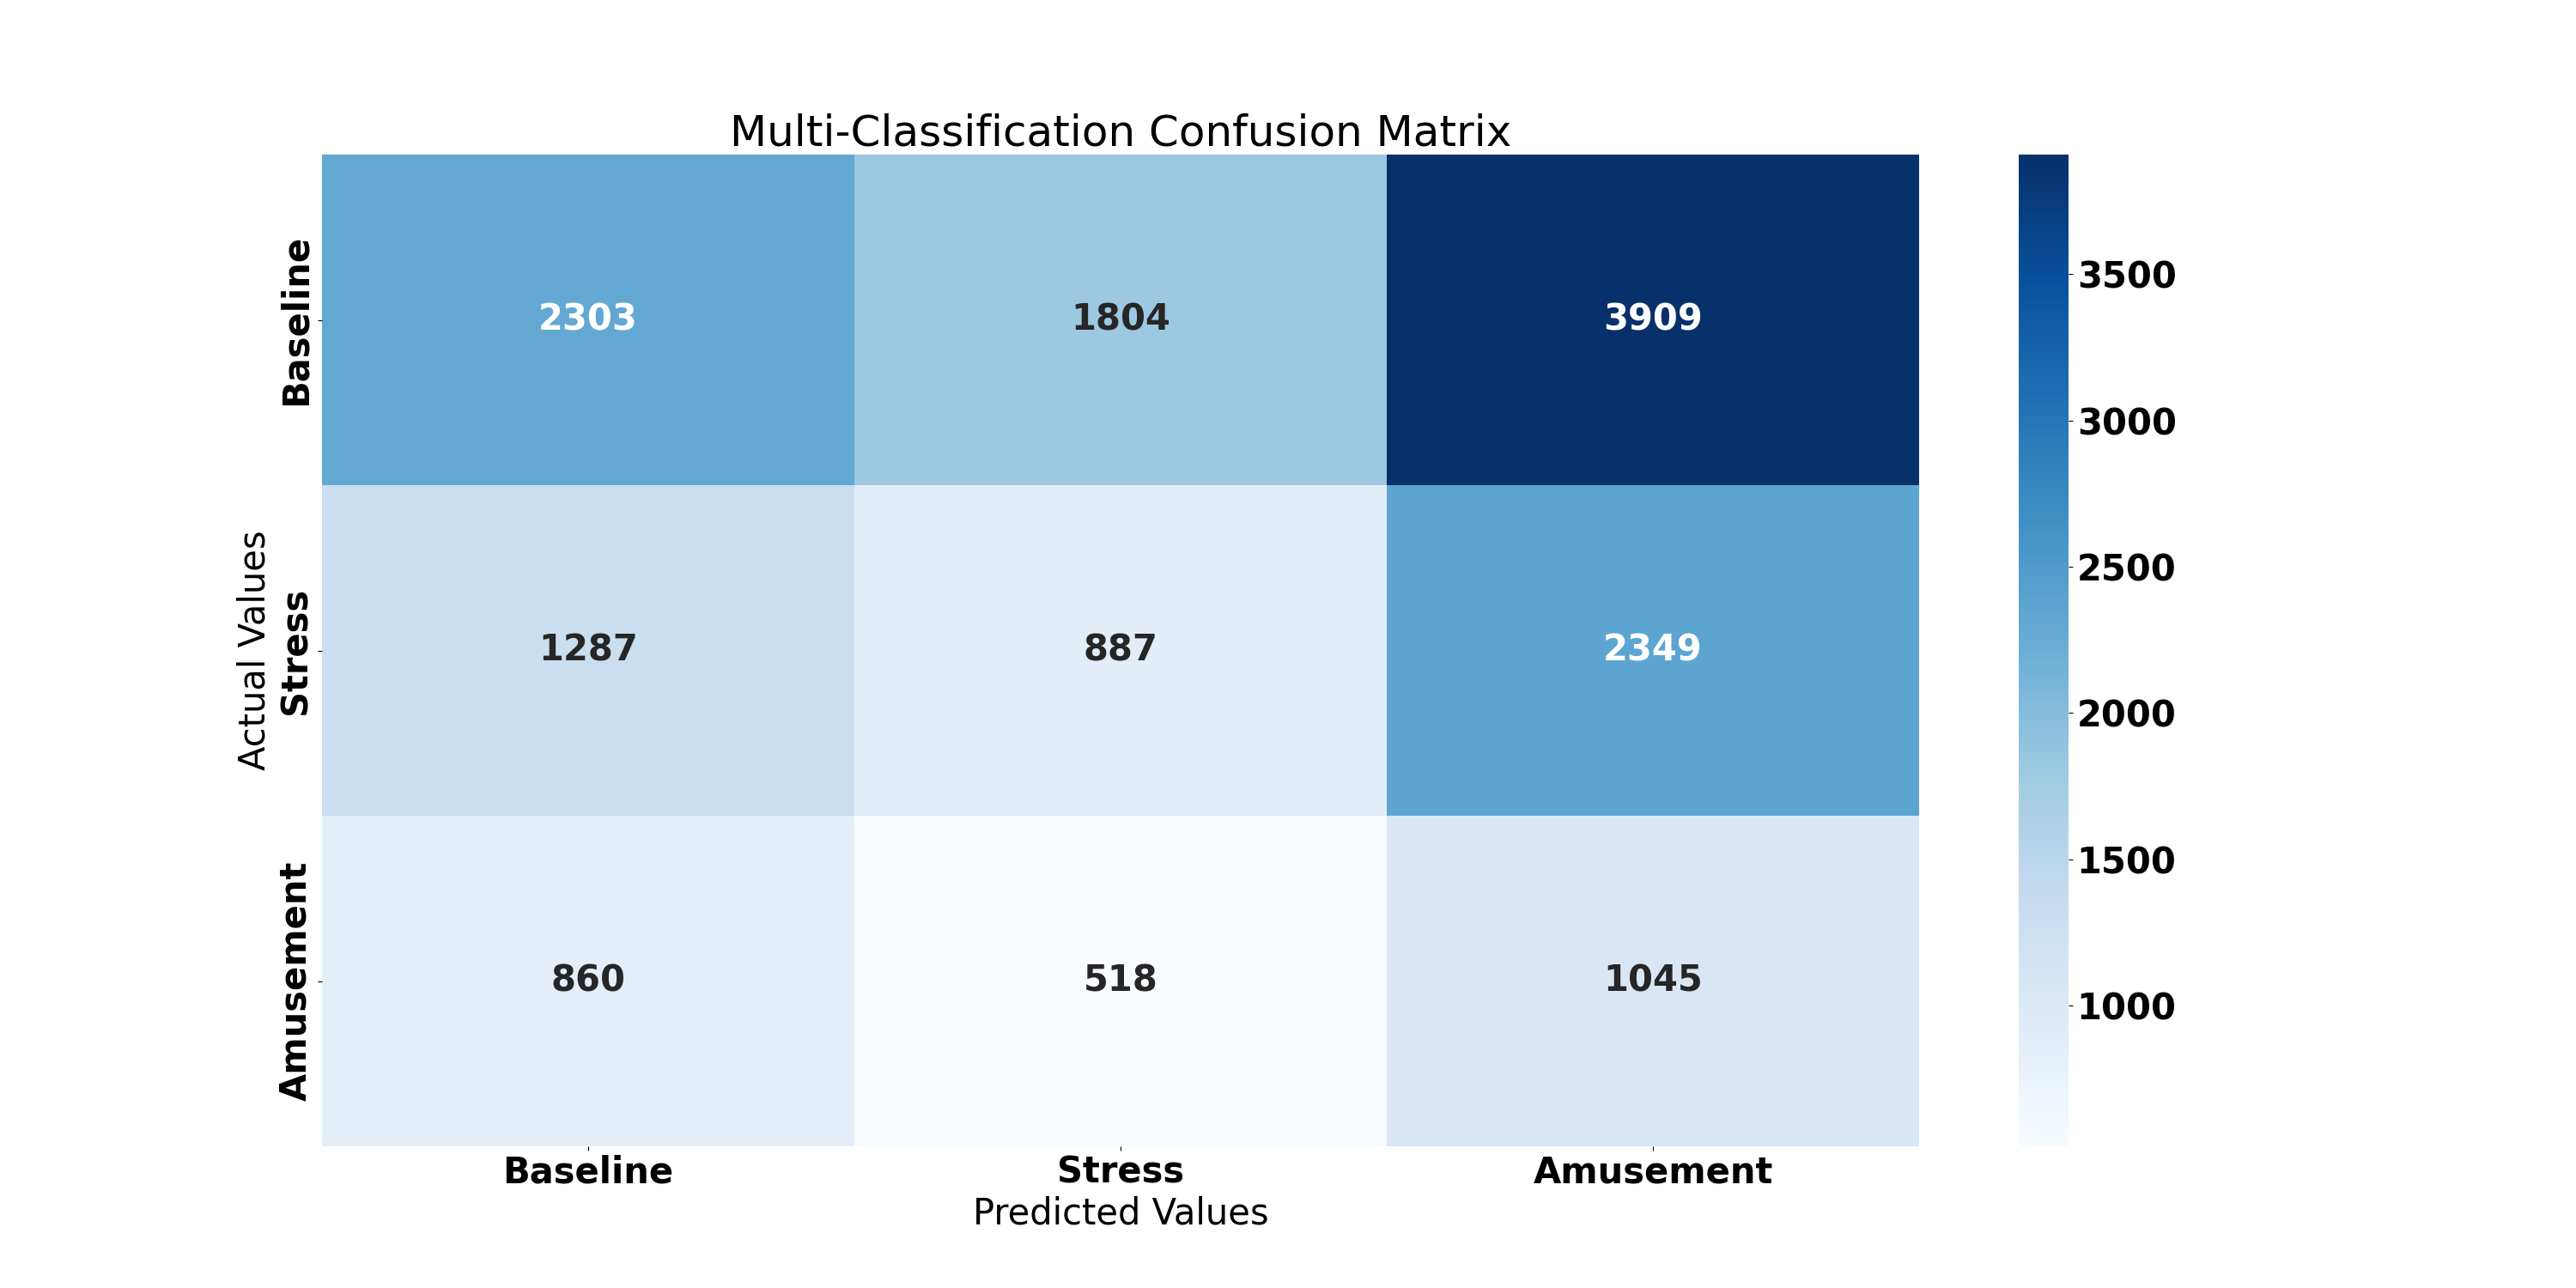 Multi-Classification Confusion Matrix
Actual Values
Baseline
2303 1804 3909
Stress
1287 887 2349
Amusement
860 518 1045
Baseline Stress Amusement
Predicted Values
3500
3000
2500
2000
1500
1000